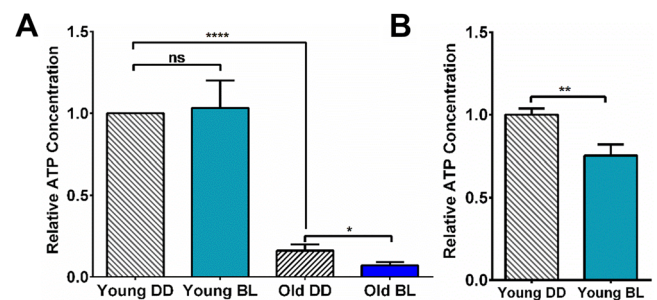 A
Relative ATP Concentration
1.5
1.0
0.5
0.0
****
ns
*
Young DD
Young BL
Old DD
Old BL
B
Relative ATP Concentration
1.5
1.0
0.5
0.0
**
Young DD
Young BL